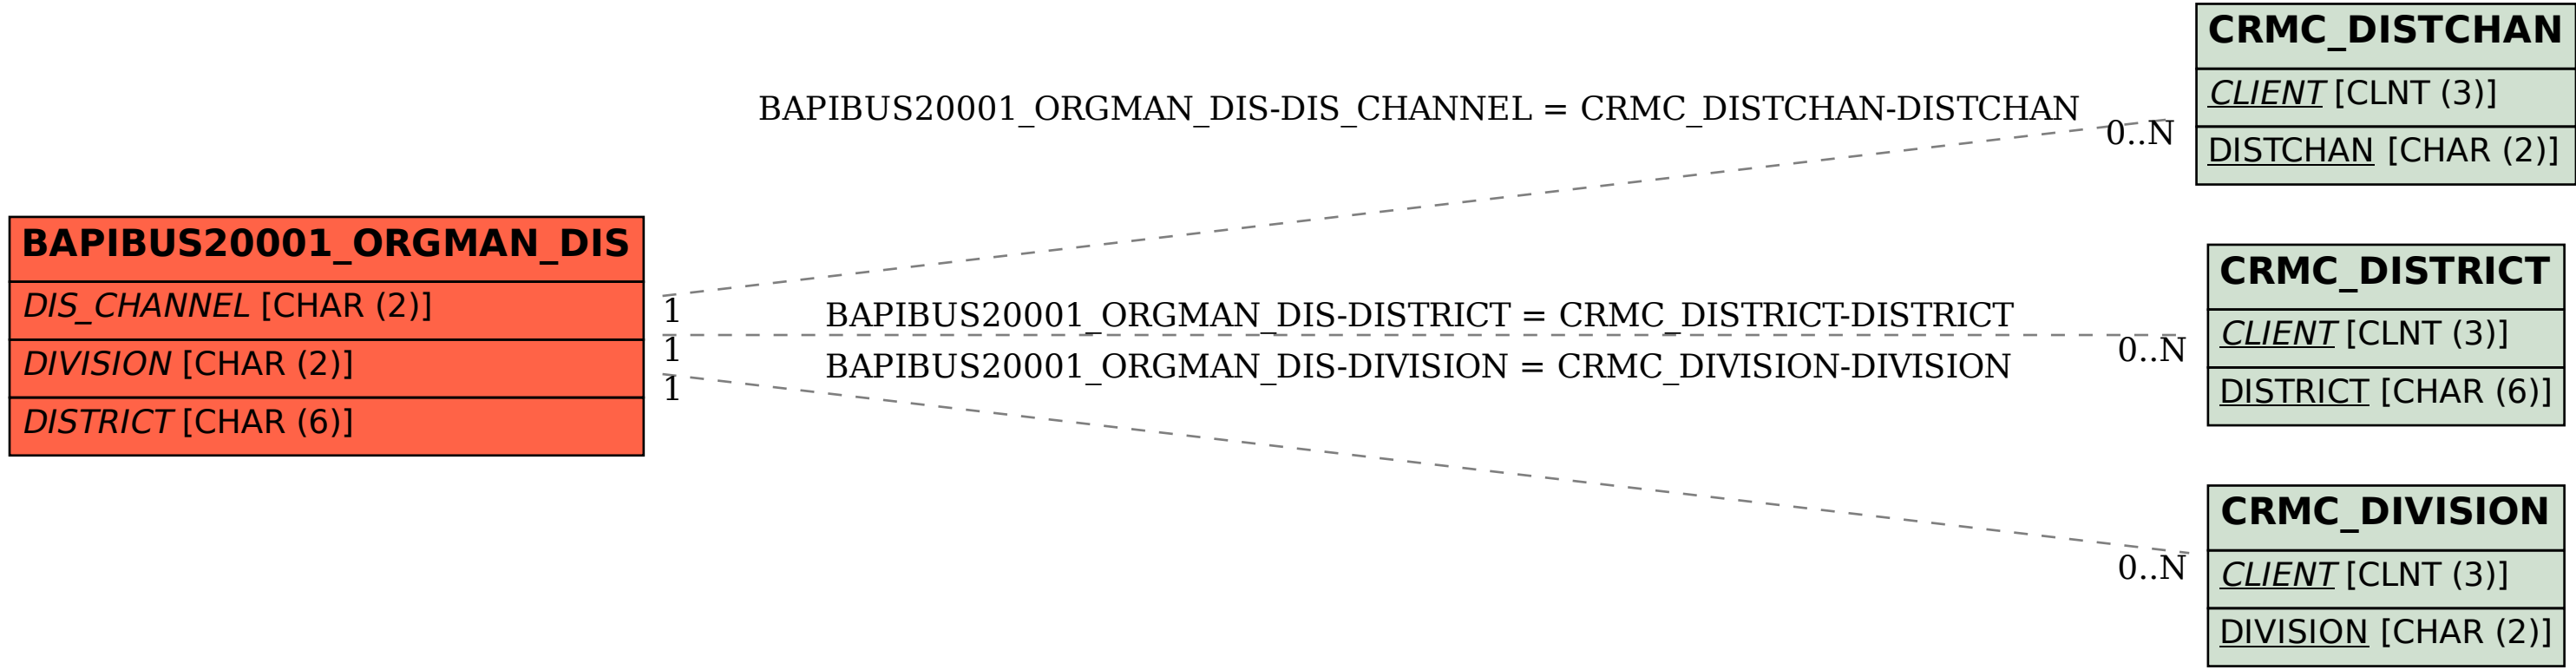 BAPIBUS20001_ORGMAN_DIS
DIS_CHANNEL [CHAR (2)]
DIVISION [CHAR (2)]
DISTRICT [CHAR (6)]
BAPIBUS20001_ORGMAN_DIS-DIS_CHANNEL = CRMC_DISTCHAN-DISTCHAN
1
0..N
BAPIBUS20001_ORGMAN_DIS-DISTRICT = CRMC_DISTRICT-DISTRICT
1
0..N
BAPIBUS20001_ORGMAN_DIS-DIVISION = CRMC_DIVISION-DIVISION
1
0..N
CRMC_DISTCHAN
CLIENT [CLNT (3)]
DISTCHAN [CHAR (2)]
CRMC_DISTRICT
CLIENT [CLNT (3)]
DISTRICT [CHAR (6)]
CRMC_DIVISION
CLIENT [CLNT (3)]
DIVISION [CHAR (2)]